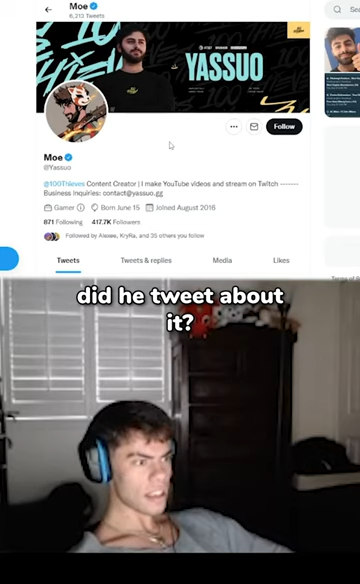 Moe
6,213 Tweets
YASSUO
Follow
Moe
@Yassuo
@100Thieves Content Creator | I make YouTube videos and stream on Twitch --------
Business Inquiries: contact@yassuo.gg
Gamer Born June 15 Joined August 2016
871 Following 417.7K Followers
Followed by Alexeev, KryRa, and 35 others you follow
Tweets Tweets & replies Media Likes
did he tweet about
it?